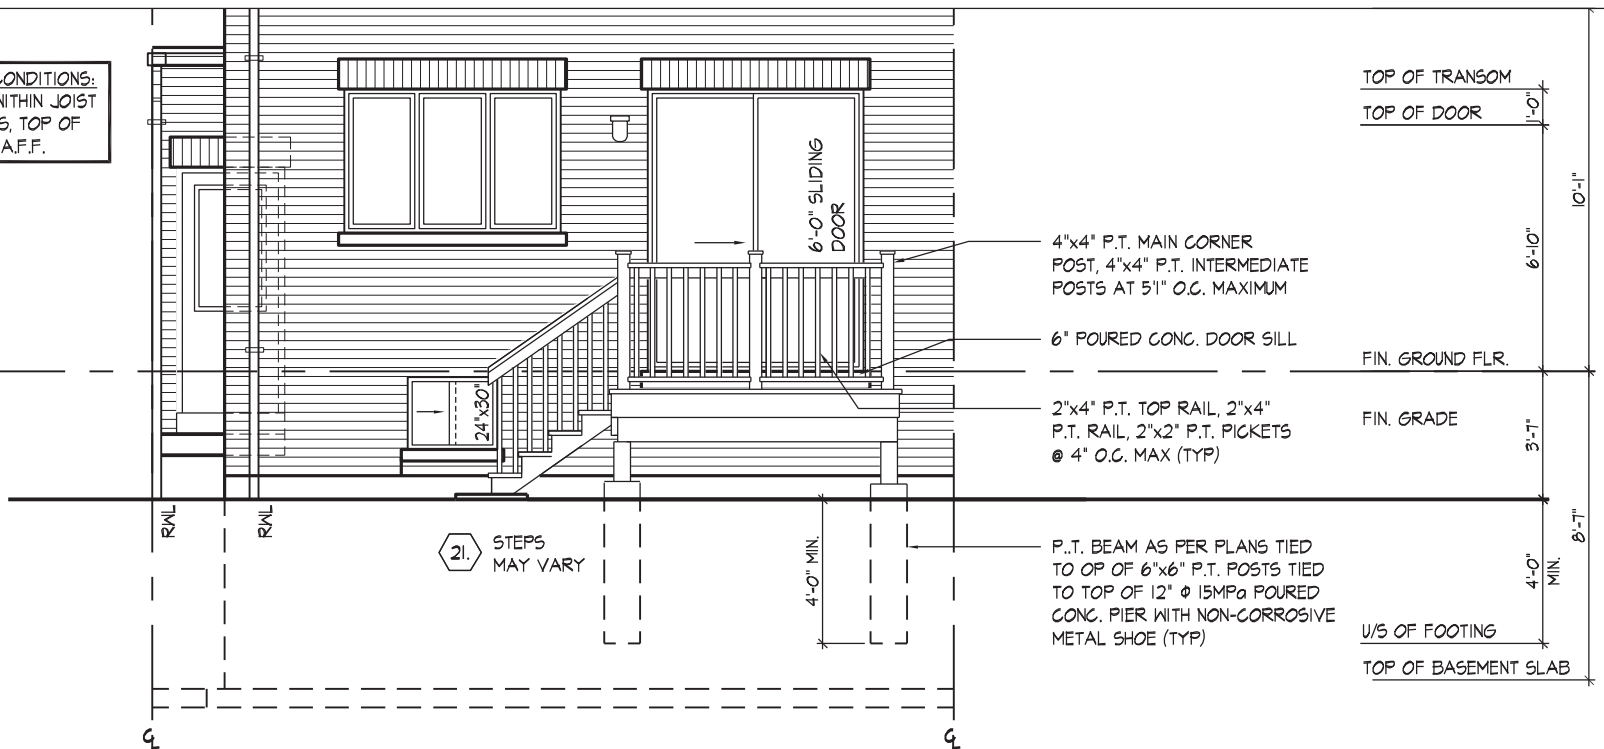 CONDITIONS:
WITHIN JOIST
S, TOP OF
A.F.F.
6'-0" SLIDING
DOOR
24"x30"
RWL
RWL
21.
STEPS
MAY VARY
4'-0" MIN.
4"x4" P.T. MAIN CORNER
POST, 4"x4" P.T. INTERMEDIATE
POSTS AT 5'1" O.C. MAXIMUM
6" POURED CONC. DOOR SILL
2"x4" P.T. TOP RAIL, 2"x4"
P.T. RAIL, 2"x2" P.T. PICKETS
@ 4" O.C. MAX (TYP)
P..T. BEAM AS PER PLANS TIED
TO OP OF 6"x6" P.T. POSTS TIED
TO TOP OF 12" Φ 15MPa POURED
CONC. PIER WITH NON-CORROSIVE
METAL SHOE (TYP)
TOP OF TRANSOM
TOP OF DOOR
FIN. GROUND FLR.
FIN. GRADE
U/S OF FOOTING
TOP OF BASEMENT SLAB
1'-0"
6'-10"
3'-7"
4'-0"
MIN.
10'-1"
8'-7"
℄
℄